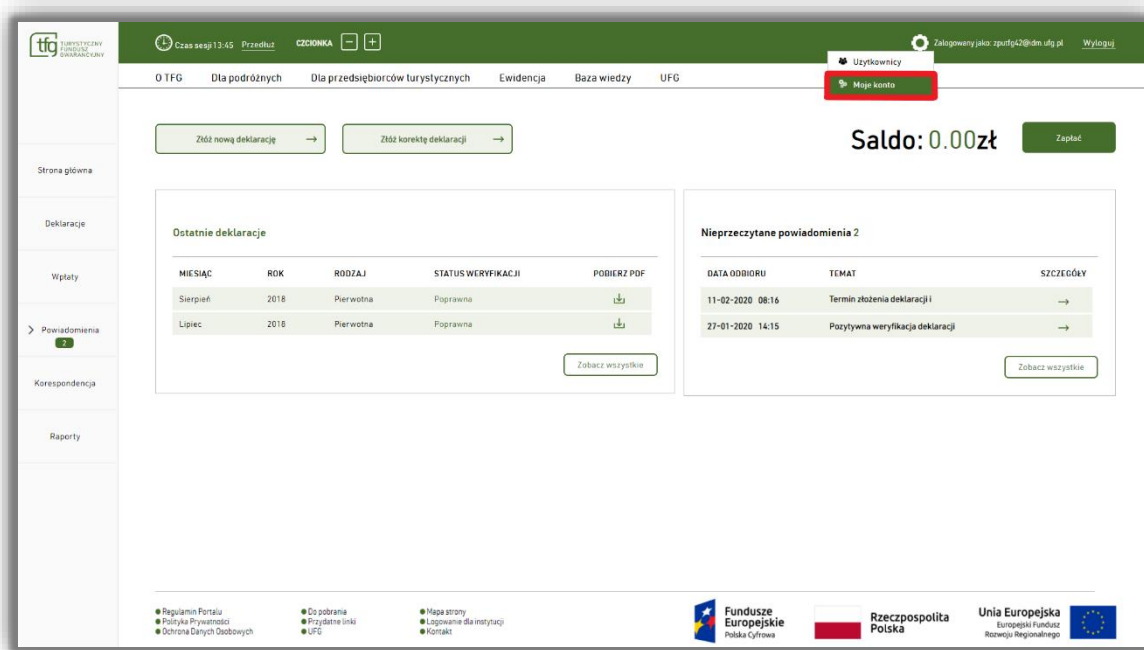 tfg TURYSTYCZNY
FUNDUSZ
GWARANCYJNY
Czas sesji 13:45 Przedłuż CZCIONKA − +
Zalogowany jako: zputfg42@idm.ufg.pl Wyloguj
Użytkownicy
Moje konto
O TFG Dla podróżnych Dla przedsiębiorców turystycznych Ewidencja Baza wiedzy UFG
Złóż nową deklarację → Złóż korektę deklaracji → Saldo: 0.00zł Zapłać
Strona główna
Deklaracje
Wpłaty
Powiadomienia
2
Korespondencja
Raporty
Ostatnie deklaracje
MIESIĄC ROK RODZAJ STATUS WERYFIKACJI POBIERZ PDF
Sierpień 2018 Pierwotna Poprawna
Lipiec 2018 Pierwotna Poprawna
Zobacz wszystkie
Nieprzeczytane powiadomienia 2
DATA ODBIORU TEMAT SZCZEGÓŁY
11-02-2020 08:16 Termin złożenia deklaracji i →
27-01-2020 14:15 Pozytywna weryfikacja deklaracji →
Zobacz wszystkie
Regulamin Portalu
Polityka Prywatności
Ochrona Danych Osobowych
Do pobrania
Przydatne linki
UFG
Mapa strony
Logowanie dla instytucji
Kontakt
Fundusze
Europejskie
Polska Cyfrowa
Rzeczpospolita
Polska
Unia Europejska
Europejski Fundusz
Rozwoju Regionalnego